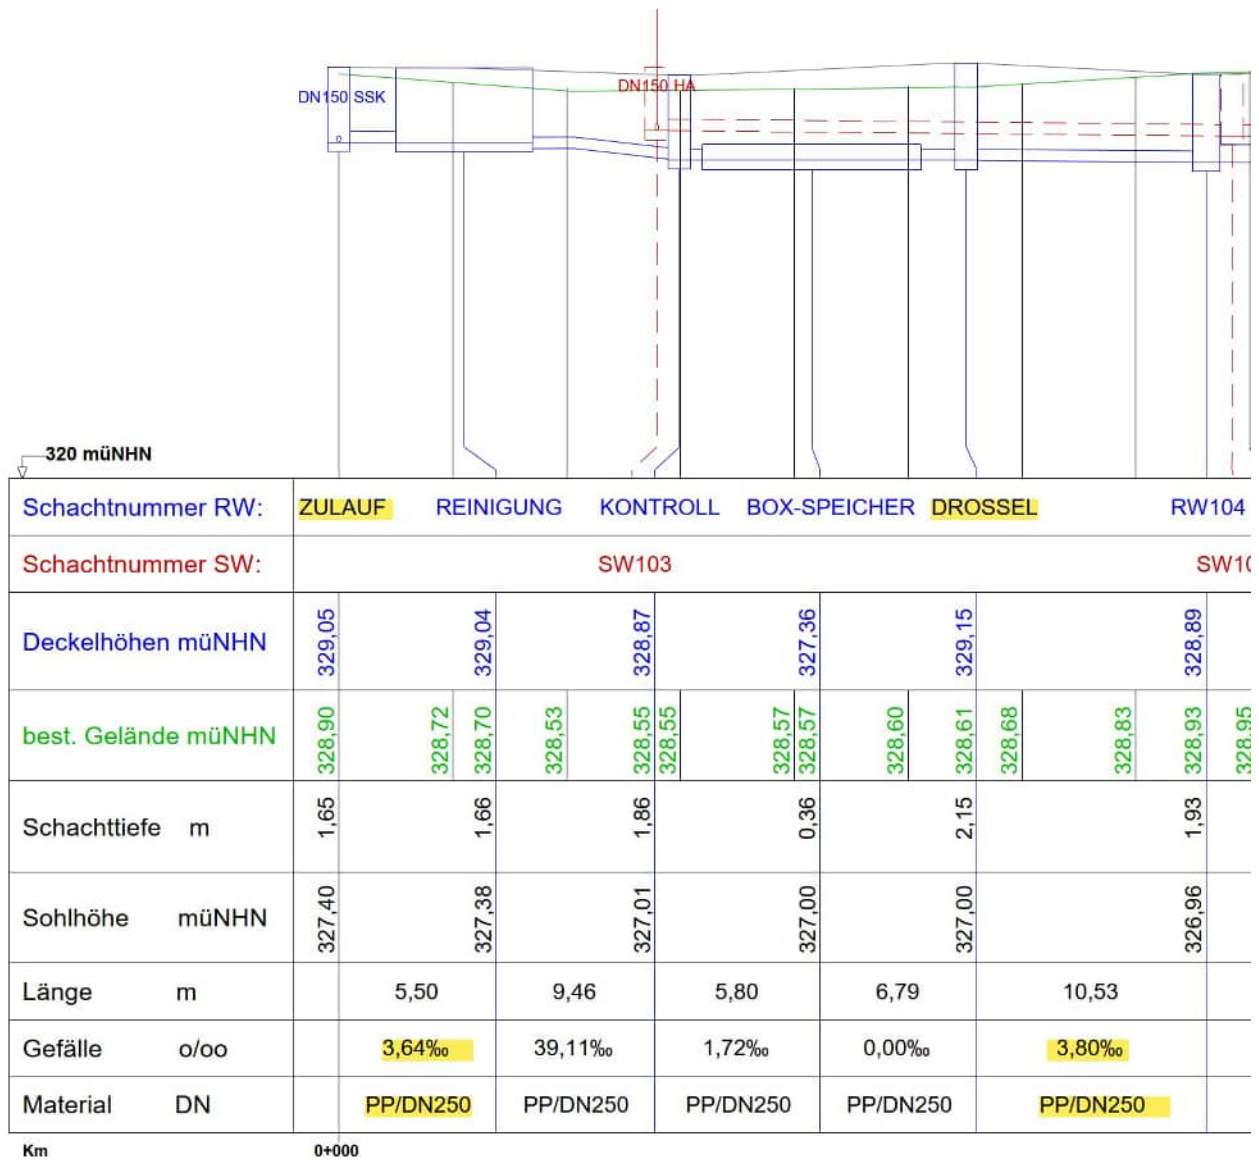 DN150 SSK
DN150 HA
320 müNHN
Schachtnummer RW: ZULAUF REINIGUNG KONTROLL BOX-SPEICHER DROSSEL RW104
Schachtnummer SW: SW103 SW10
Deckelhöhen müNHN 329,05 329,04 328,87 327,36 329,15 328,89
best. Gelände müNHN 328,90 328,72 328,70 328,53 328,55 328,55 328,57 328,57 328,60 328,61 328,68 328,83 328,93 328,95
Schachttiefe m 1,65 1,66 1,86 0,36 2,15 1,93
Sohlhöhe müNHN 327,40 327,38 327,01 327,00 327,00 326,96
Länge m 5,50 9,46 5,80 6,79 10,53
Gefälle o/oo 3,64‰ 39,11‰ 1,72‰ 0,00‰ 3,80‰
Material DN PP/DN250 PP/DN250 PP/DN250 PP/DN250 PP/DN250
Km 0+000